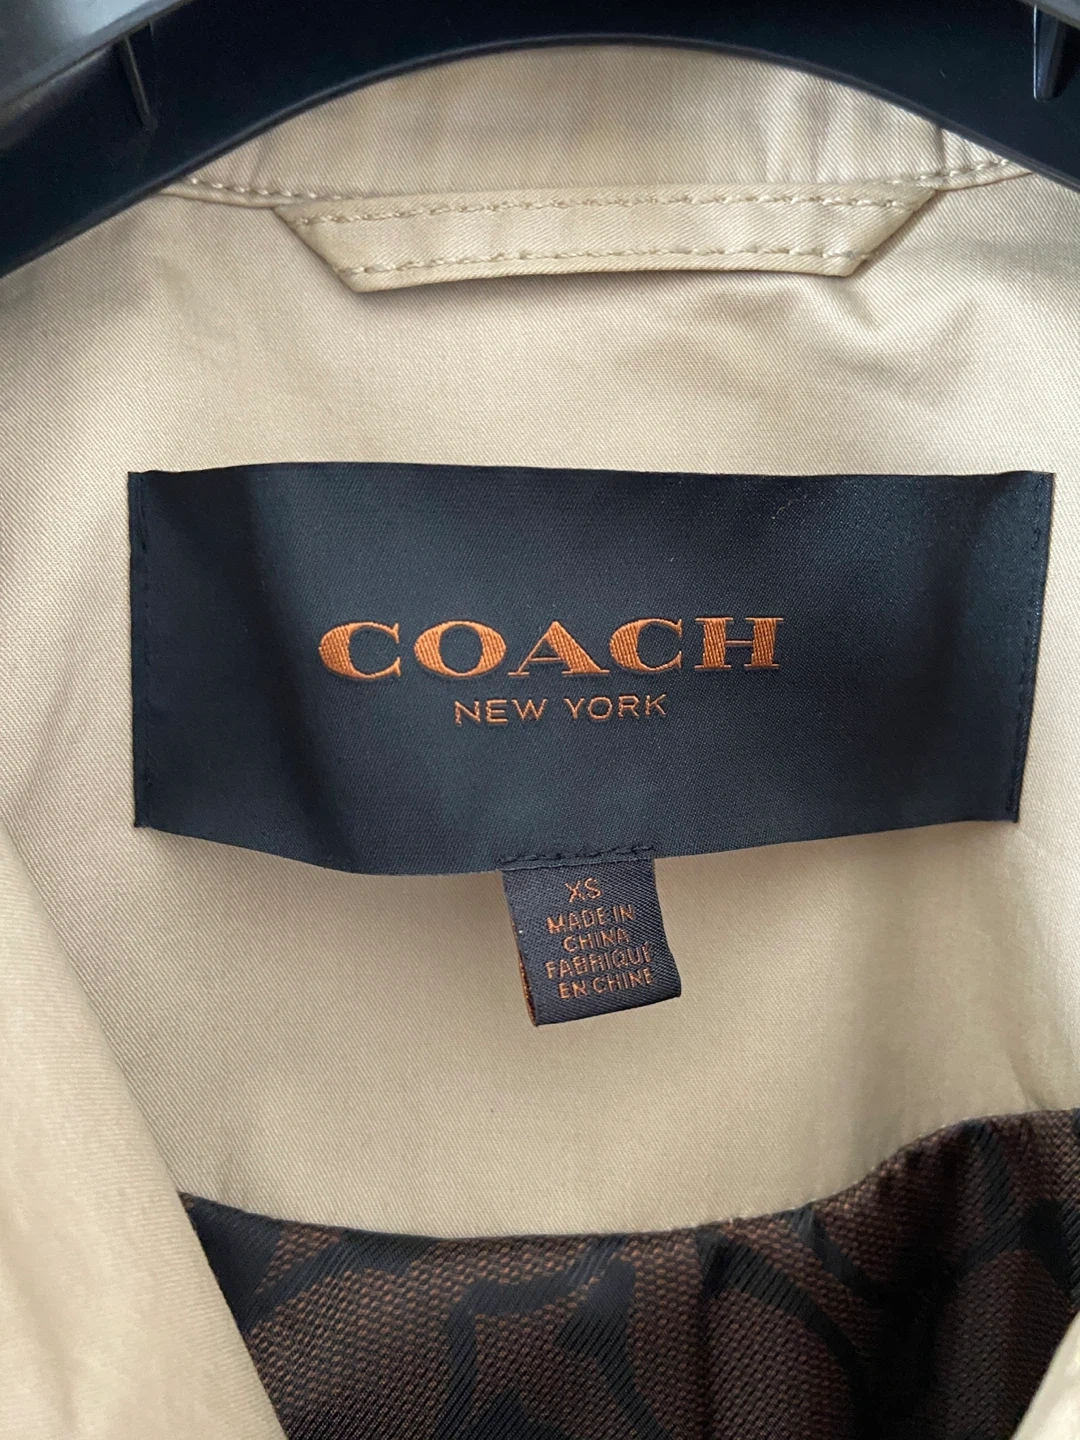 COACH
NEW YORK
XS
MADE IN
CHINA
FABRIQUÉ
EN CHINE